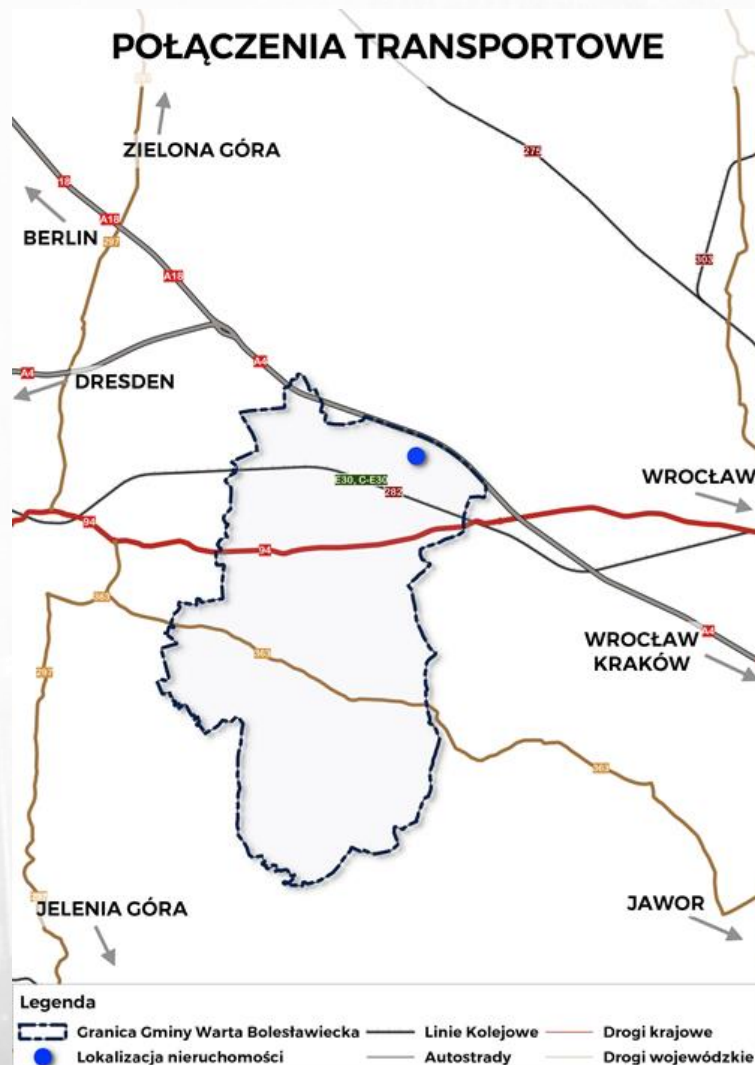 POŁĄCZENIA TRANSPORTOWE
ZIELONA GÓRA
275
18
A18
BERLIN
297
303
A18
A4
A4
DRESDEN
WROCŁAW
E30, C-E30
282
94
94
363
A4
WROCŁAW
KRAKÓW
363
297
363
JELENIA GÓRA
JAWOR
Legenda
Granica Gminy Warta Bolesławiecka
Linie Kolejowe
Drogi krajowe
Lokalizacja nieruchomości
Autostrady
Drogi wojewódzkie